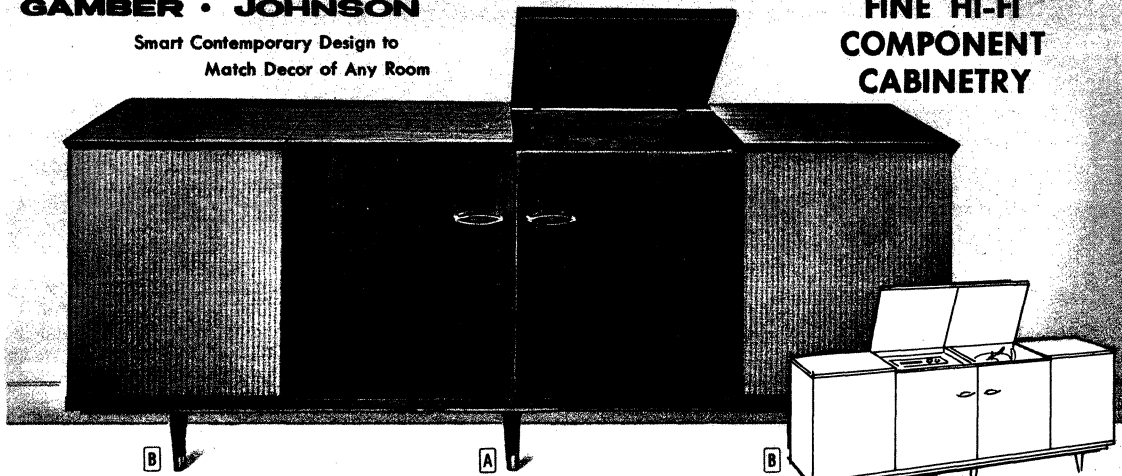 GAMBER • JOHNSON
Smart Contemporary Design to
Match Decor of Any Room
FINE HI-FI
COMPONENT
CABINETRY
B
A
B